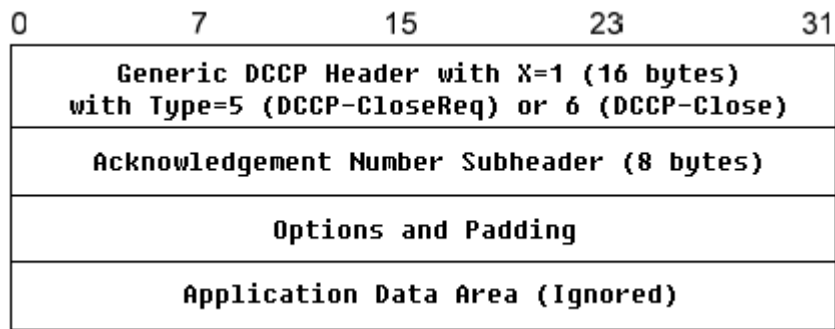 0 7 15 23 31
Generic DCCP Header with X=1 (16 bytes)
with Type=5 (DCCP-CloseReq) or 6 (DCCP-Close)
Acknowledgement Number Subheader (8 bytes)
Options and Padding
Application Data Area (Ignored)